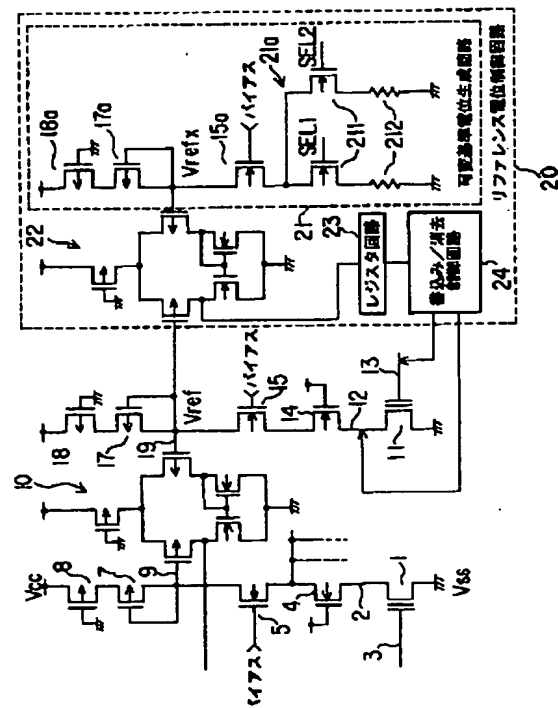 18a
17a
22
Vrefx
15a
バイアス
21a
SEL1
SEL2
211
212
可変基準電位生成回路
リファレンス電位制御回路
21
23
レジスタ回路
書込み/消去
制御回路
24
20
18
17
Vref
19
バイアス
15
14
12
13
11
10
Vcc
8
7
9
5
バイアス
4
2
1
3
Vss